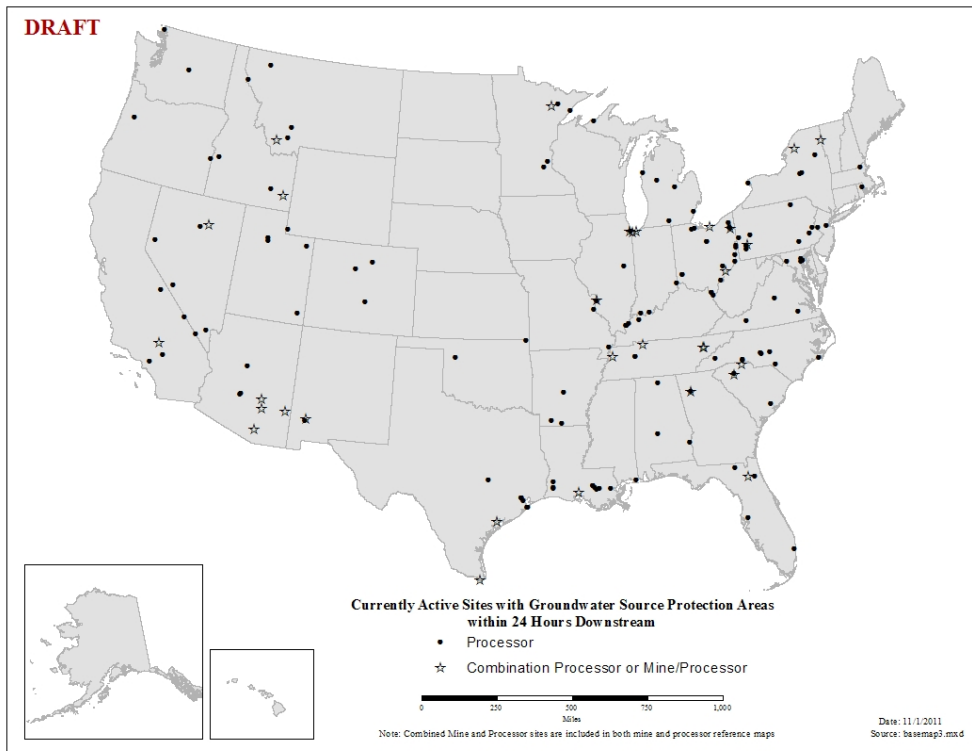 DRAFT
Currently Active Sites with Groundwater Source Protection Areas
within 24 Hours Downstream
Processor
Combination Processor or Mine/Processor
0 250 500 750 1,000
Miles
Note: Combined Mine and Processor sites are included in both mine and processor reference maps
Date: 11/1/2011
Source: basemap3.mxd